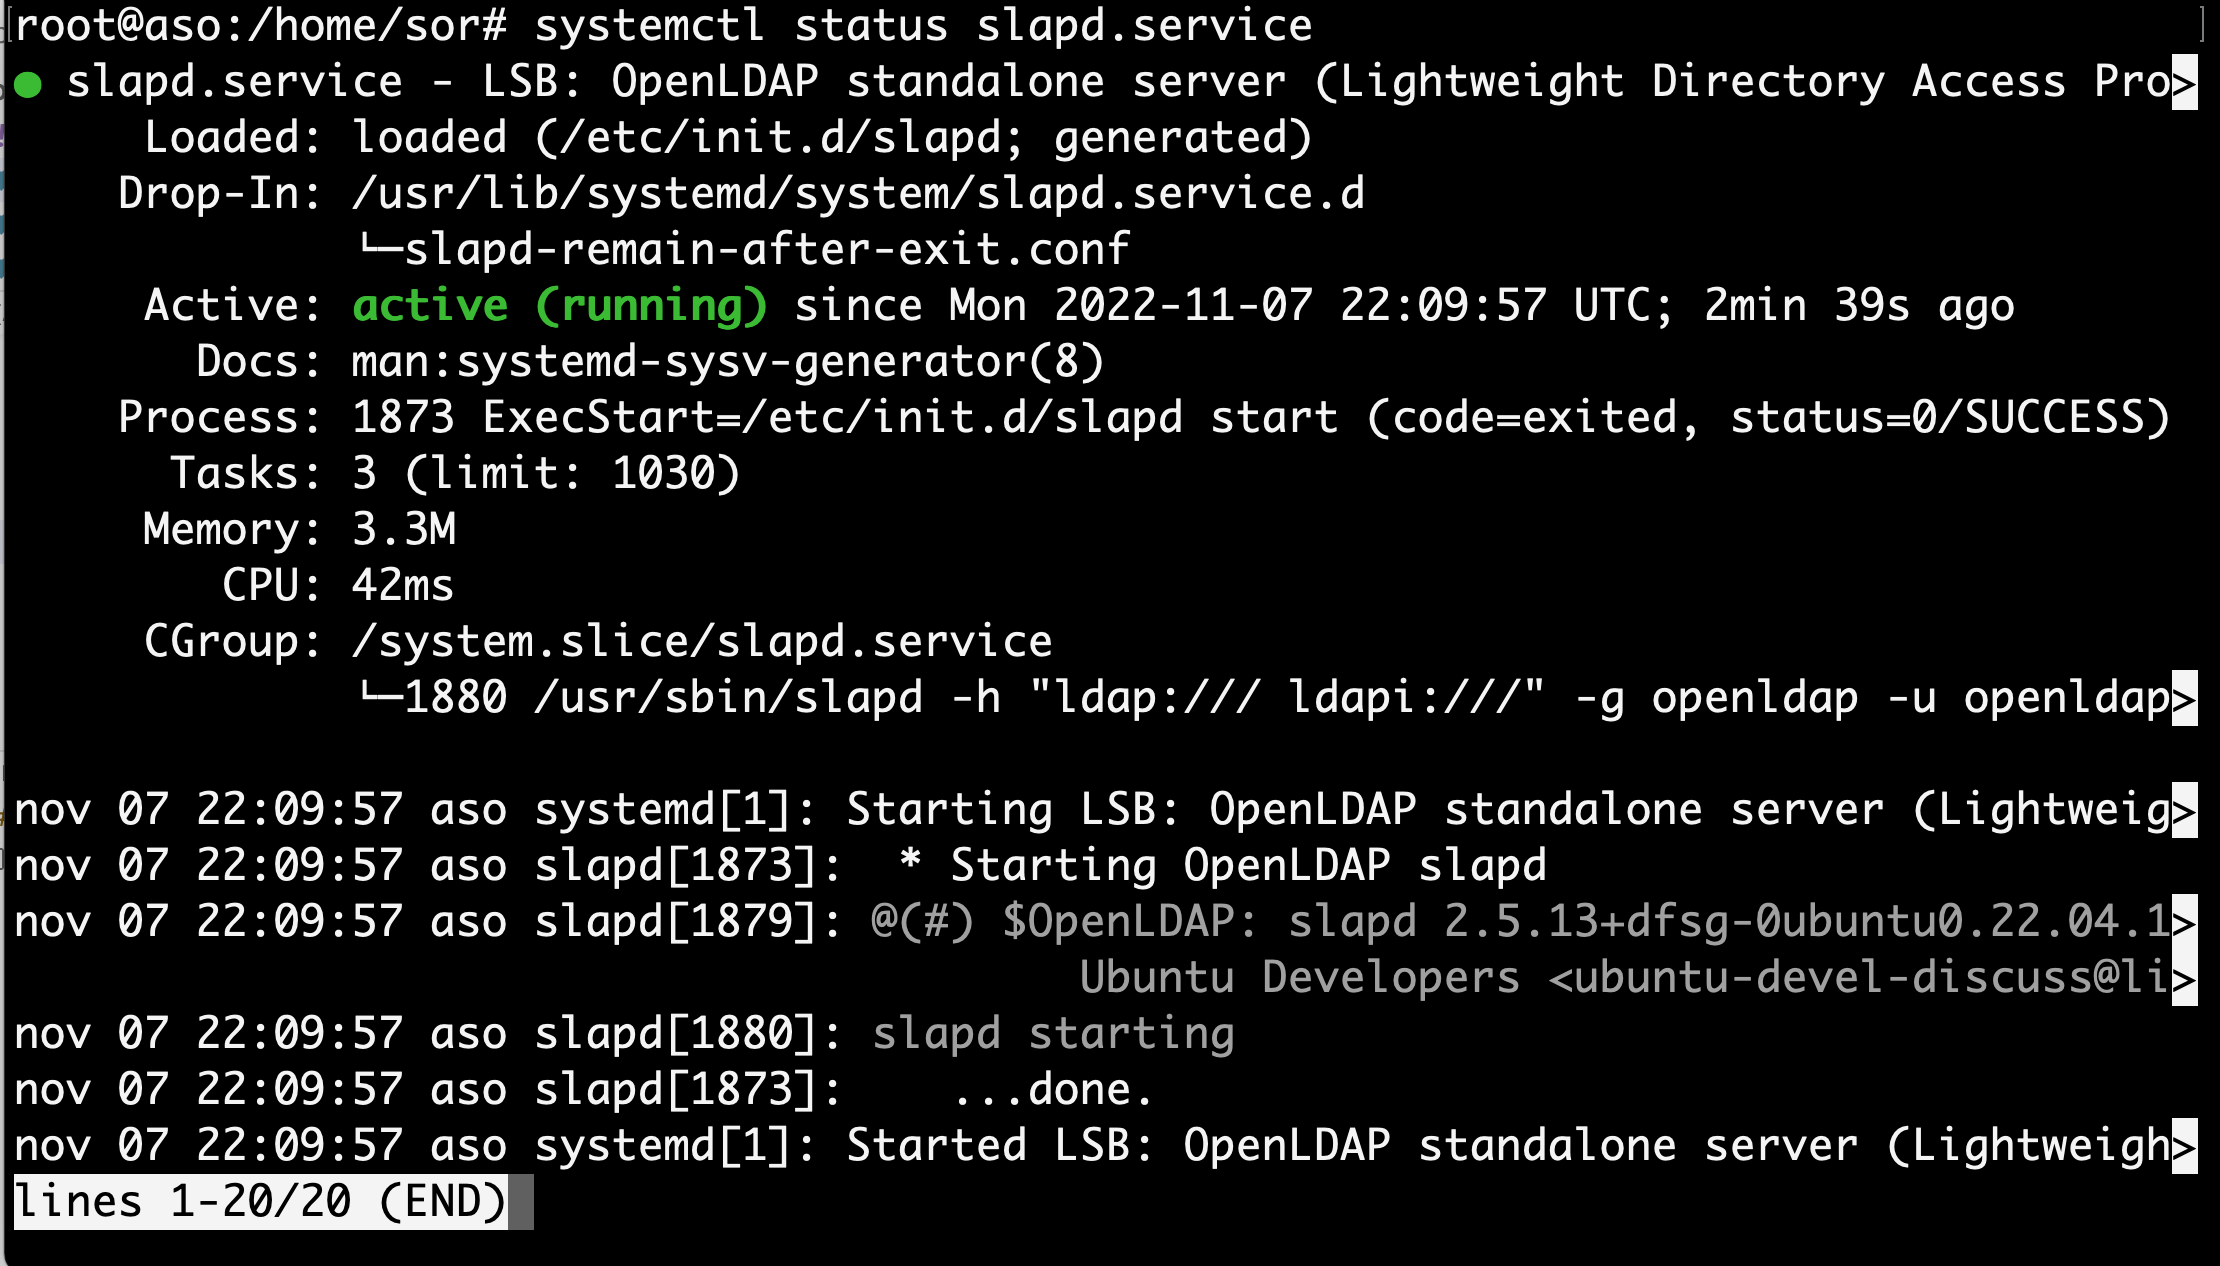 root@aso:/home/sor# systemctl status slapd.service
● slapd.service - LSB: OpenLDAP standalone server (Lightweight Directory Access Pro>
     Loaded: loaded (/etc/init.d/slapd; generated)
    Drop-In: /usr/lib/systemd/system/slapd.service.d
             └─slapd-remain-after-exit.conf
     Active: active (running) since Mon 2022-11-07 22:09:57 UTC; 2min 39s ago
       Docs: man:systemd-sysv-generator(8)
    Process: 1873 ExecStart=/etc/init.d/slapd start (code=exited, status=0/SUCCESS)
      Tasks: 3 (limit: 1030)
     Memory: 3.3M
        CPU: 42ms
     CGroup: /system.slice/slapd.service
             └─1880 /usr/sbin/slapd -h "ldap:/// ldapi:///" -g openldap -u openldap>

nov 07 22:09:57 aso systemd[1]: Starting LSB: OpenLDAP standalone server (Lightweig>
nov 07 22:09:57 aso slapd[1873]:  * Starting OpenLDAP slapd
nov 07 22:09:57 aso slapd[1879]: @(#) $OpenLDAP: slapd 2.5.13+dfsg-0ubuntu0.22.04.1>
                                         Ubuntu Developers <ubuntu-devel-discuss@li>
nov 07 22:09:57 aso slapd[1880]: slapd starting
nov 07 22:09:57 aso slapd[1873]:    ...done.
nov 07 22:09:57 aso systemd[1]: Started LSB: OpenLDAP standalone server (Lightweigh>
lines 1-20/20 (END)